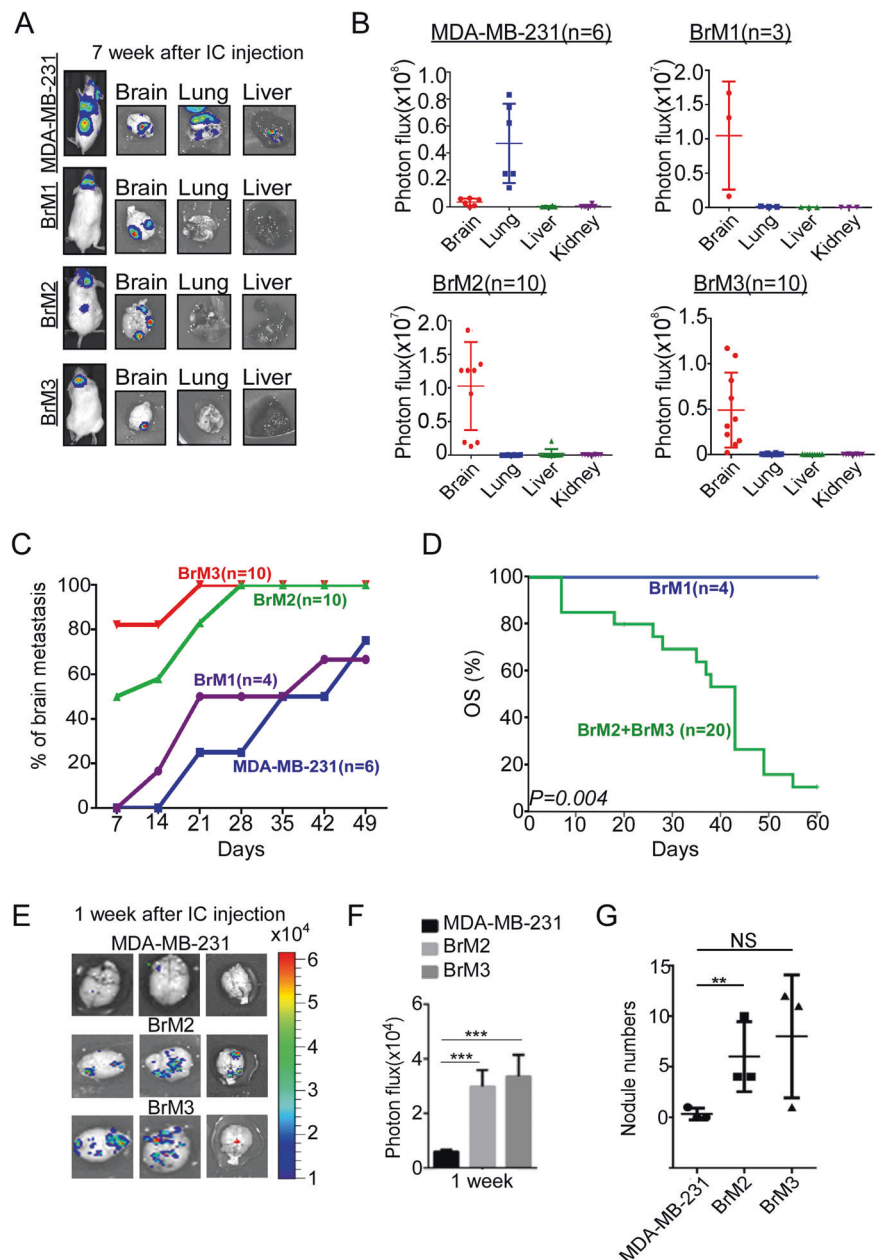 A
7 week after IC injection
MDA-MB-231
Brain Lung Liver
BrM1
Brain Lung Liver
BrM2
Brain Lung Liver
BrM3
Brain Lung Liver
B
MDA-MB-231(n=6)
Photon flux(x10⁸)
1.0
0.8
0.6
0.4
0.2
0
Brain Lung Liver Kidney
BrM1(n=3)
Photon flux(x10⁷)
2.0
1.5
1.0
0.5
0
Brain Lung Liver Kidney
BrM2(n=10)
Photon flux(x10⁷)
2.0
1.5
1.0
0.5
0
Brain Lung Liver Kidney
BrM3(n=10)
Photon flux(x10⁸)
1.5
1.0
0.5
0
Brain Lung Liver Kidney
C
% of brain metastasis
100
80
60
40
20
0
BrM3(n=10)
BrM2(n=10)
BrM1(n=4)
MDA-MB-231(n=6)
7 14 21 28 35 42 49
Days
D
OS (%)
100
80
60
40
20
0
BrM1(n=4)
BrM2+BrM3 (n=20)
P=0.004
0 10 20 30 40 50 60
Days
E
1 week after IC injection
MDA-MB-231
BrM2
BrM3
x10⁴
6
5
4
3
2
1
F
MDA-MB-231
BrM2
BrM3
Photon flux(x10⁴)
6
4
2
0
***
***
1 week
G
NS
**
Nodule numbers
15
10
5
0
MDA-MB-231 BrM2 BrM3